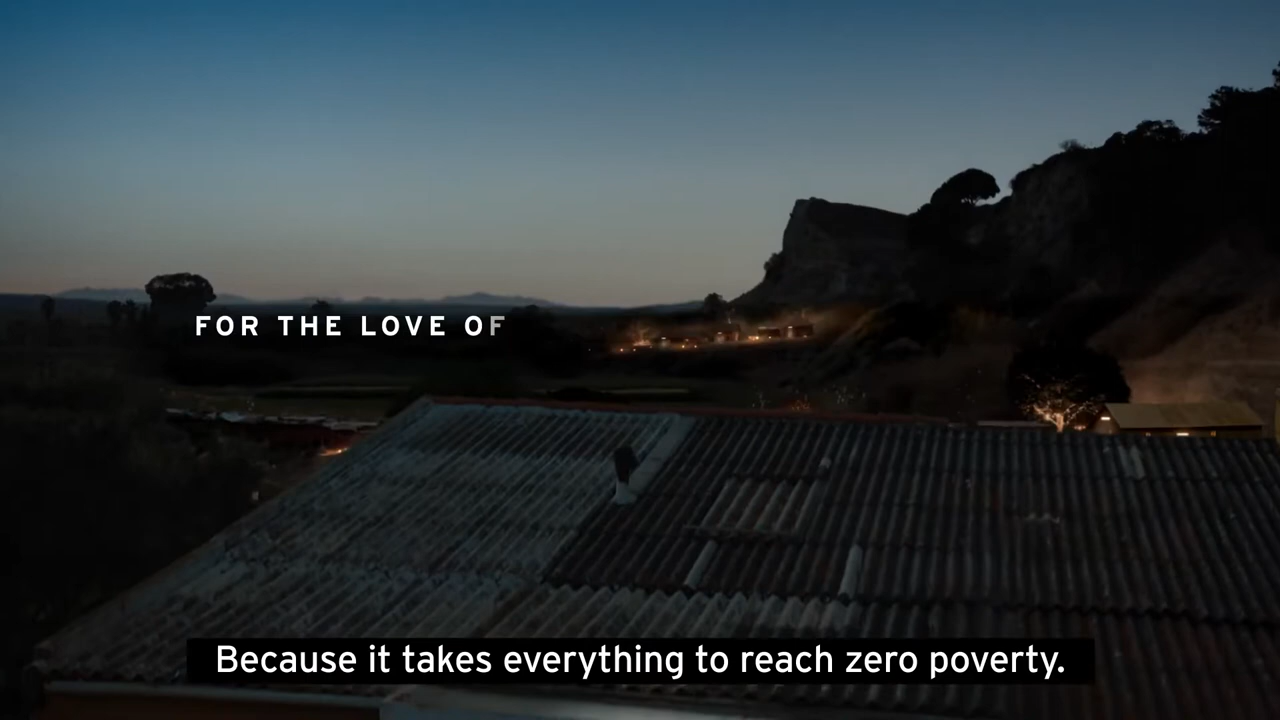 FOR THE LOVE OF
Because it takes everything to reach zero poverty.